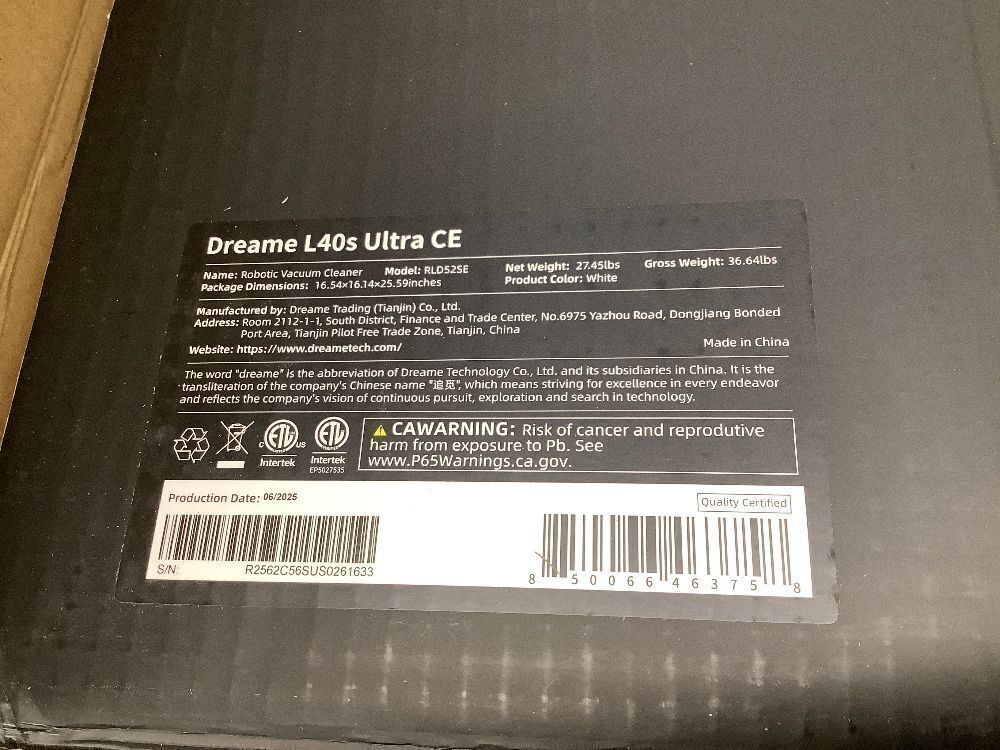 Dreame L40s Ultra CE
Name: Robotic Vacuum Cleaner Model: RLD52SE Net Weight: 27.45lbs Gross Weight: 36.64lbs
Package Dimensions: 16.54×16.14×25.59inches Product Color: White
Manufactured by: Dreame Trading (Tianjin) Co., Ltd.
Address: Room 2112-1-1, South District, Finance and Trade Center, No.6975 Yazhou Road, Dongjiang Bonded
Port Area, Tianjin Pilot Free Trade Zone, Tianjin, China
Website: https://www.dreametech.com/ Made in China
The word "dreame" is the abbreviation of Dreame Technology Co., Ltd. and its subsidiaries in China. It is the
transliteration of the company's Chinese name "追觅", which means striving for excellence in every endeavor
and reflects the company's vision of continuous pursuit, exploration and search in technology.
C ETL US Intertek
ETL Intertek
EP5027535
CAWARNING: Risk of cancer and reprodutive
harm from exposure to Pb. See
www.P65Warnings.ca.gov.
Production Date: 06/2025
Quality Certified
S/N: R2562C56SUS0261633
8 50066 46375 8